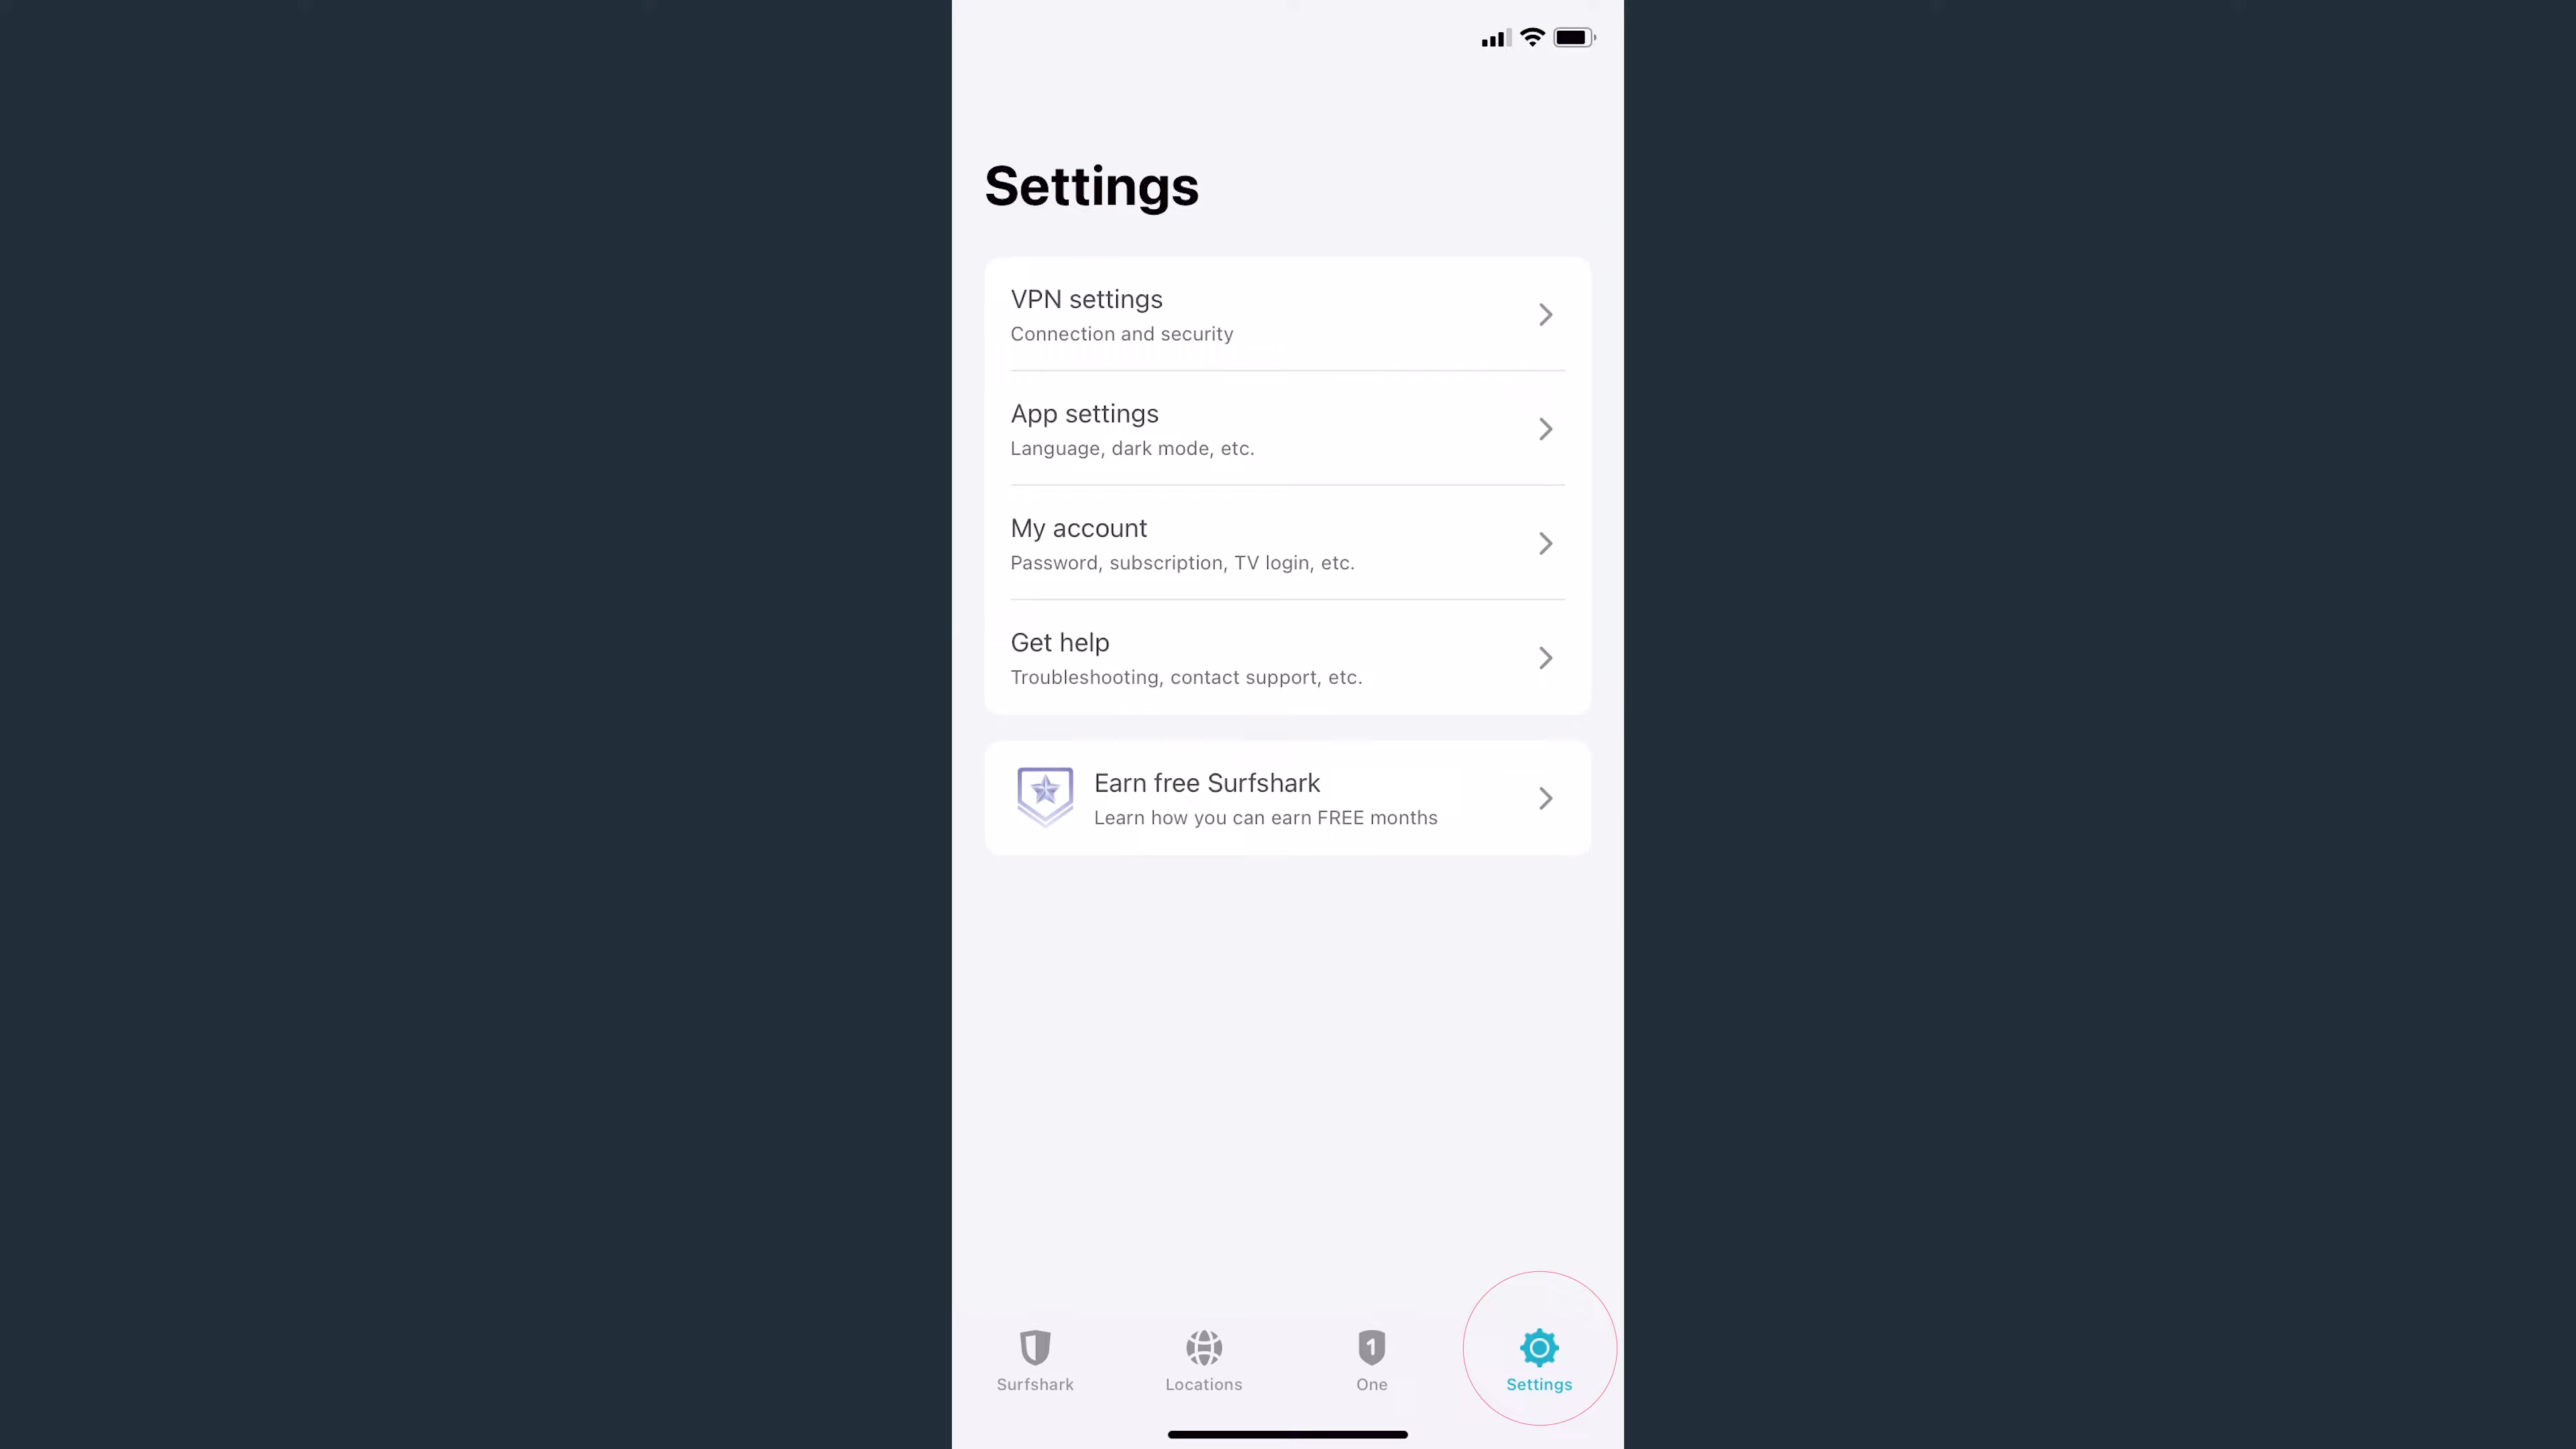 Settings
VPN settings
Connection and security
App settings
Language, dark mode, etc.
My account
Password, subscription, TV login, etc.
Get help
Troubleshooting, contact support, etc.
Earn free Surfshark
Learn how you can earn FREE months
1
Surfshark
Locations
One
Settings